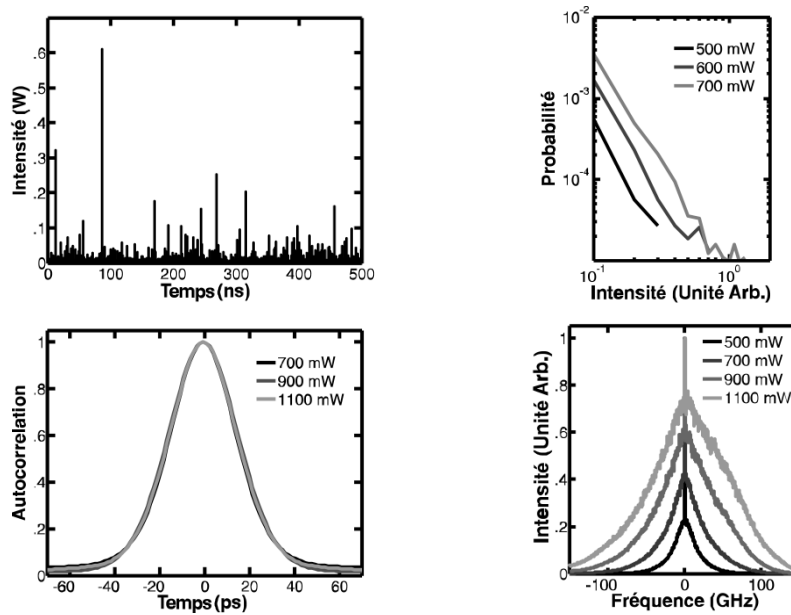 Intensité (W)
.6
.5
.4
.3
.2
.1
0
0 100 200 300 400 500
Temps (ns)
Probabilité
10-2
10-3
10-4
500 mW
600 mW
700 mW
10-1 100
Intensité (Unité Arb.)
Autocorrelation
1
.8
.6
.4
.2
0
700 mW
900 mW
1100 mW
-60 -40 -20 0 20 40 60
Temps (ps)
Intensité (Unité Arb.)
1
.8
.6
.4
.2
0
500 mW
700 mW
900 mW
1100 mW
-100 0 100
Fréquence (GHz)